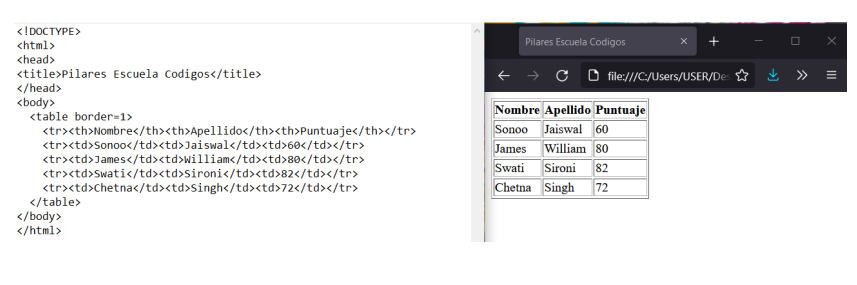 <!DOCTYPE>
<html>
<head>
<title>Pilares Escuela Codigos</title>
</head>
<body>
<table border=1>
<tr><th>Nombre</th><th>Apellido</th><th>Puntuaje</th></tr>
<tr><td>Sonoo</td><td>Jaiswal</td><td>60</td></tr>
<tr><td>James</td><td>William</td><td>80</td></tr>
<tr><td>Swati</td><td>Sironi</td><td>82</td></tr>
<tr><td>Chetna</td><td>Singh</td><td>72</td></tr>
</table>
</body>
</html>
Pilares Escuela Codigos
file:///C:/Users/USER/Des
Nombre Apellido Puntuaje
Sonoo Jaiswal 60
James William 80
Swati Sironi 82
Chetna Singh 72